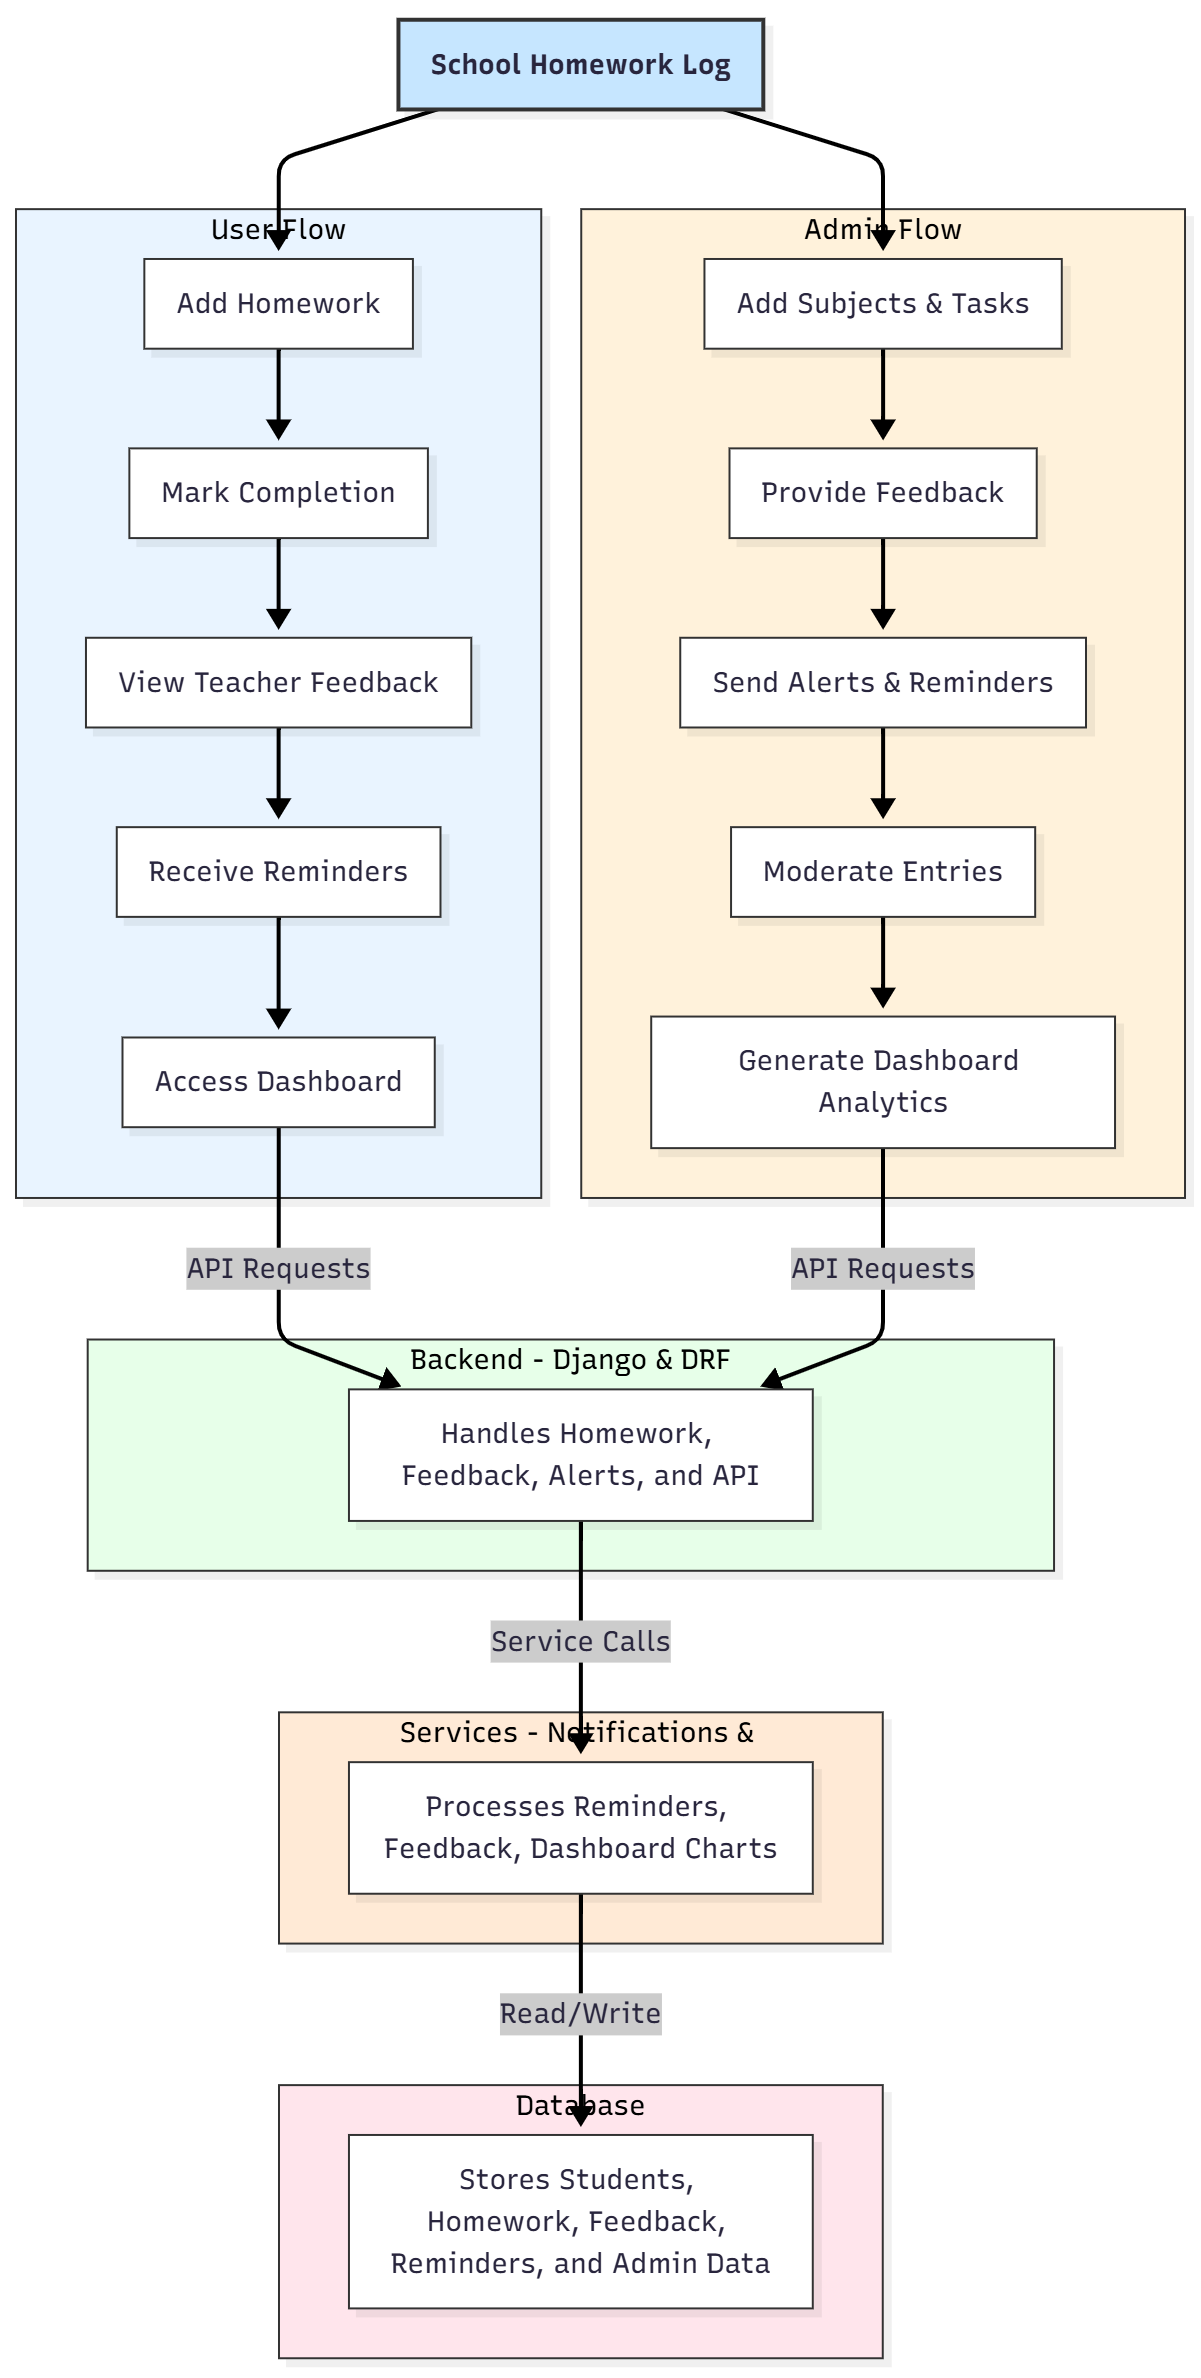 School Homework Log
User Flow
Add Homework
Mark Completion
View Teacher Feedback
Receive Reminders
Access Dashboard
API Requests
Admin Flow
Add Subjects & Tasks
Provide Feedback
Send Alerts & Reminders
Moderate Entries
Generate Dashboard
Analytics
API Requests
Backend - Django & DRF
Handles Homework,
Feedback, Alerts, and API
Service Calls
Services - Notifications &
Processes Reminders,
Feedback, Dashboard Charts
Read/Write
Database
Stores Students,
Homework, Feedback,
Reminders, and Admin Data